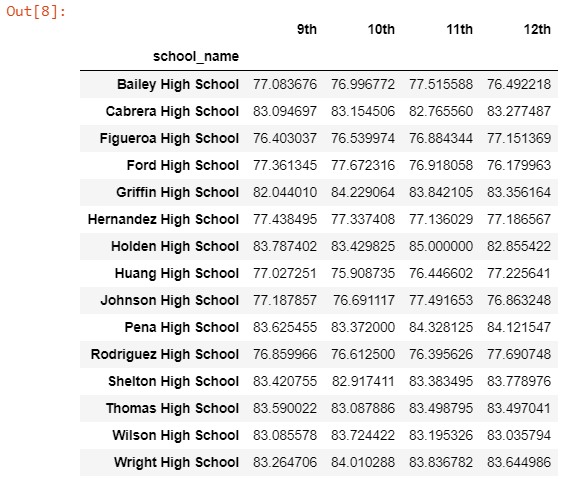 Out[8]:
9th 10th 11th 12th
school_name
Bailey High School 77.083676 76.996772 77.515588 76.492218
Cabrera High School 83.094697 83.154506 82.765560 83.277487
Figueroa High School 76.403037 76.539974 76.884344 77.151369
Ford High School 77.361345 77.672316 76.918058 76.179963
Griffin High School 82.044010 84.229064 83.842105 83.356164
Hernandez High School 77.438495 77.337408 77.136029 77.186567
Holden High School 83.787402 83.429825 85.000000 82.855422
Huang High School 77.027251 75.908735 76.446602 77.225641
Johnson High School 77.187857 76.691117 77.491653 76.863248
Pena High School 83.625455 83.372000 84.328125 84.121547
Rodriguez High School 76.859966 76.612500 76.395626 77.690748
Shelton High School 83.420755 82.917411 83.383495 83.778976
Thomas High School 83.590022 83.087886 83.498795 83.497041
Wilson High School 83.085578 83.724422 83.195326 83.035794
Wright High School 83.264706 84.010288 83.836782 83.644986